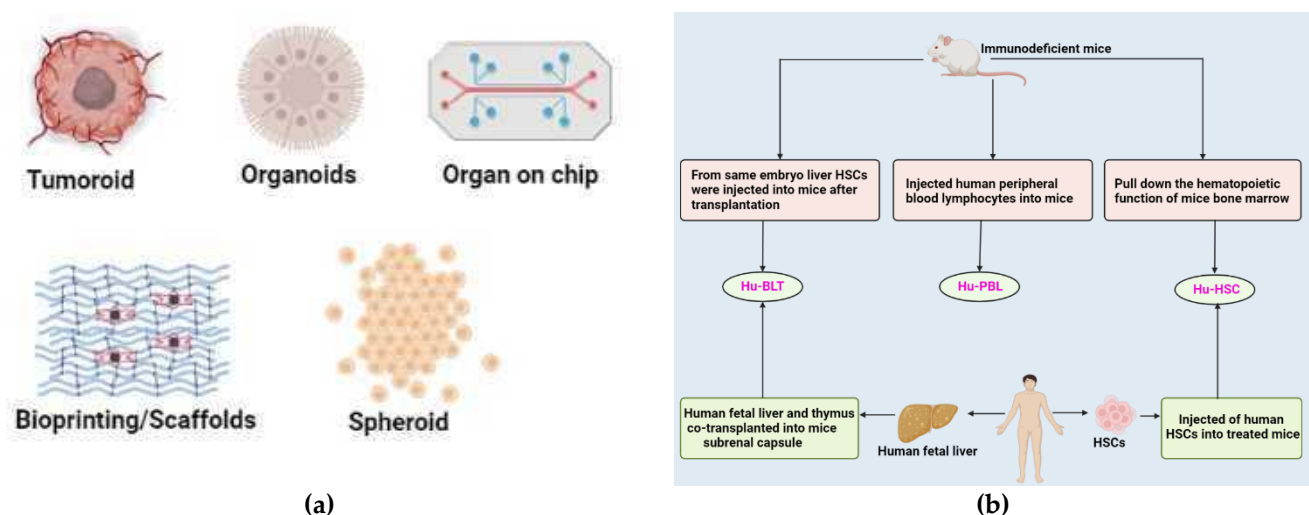 Tumoroid
Organoids
Organ on chip
Bioprinting/Scaffolds
Spheroid
(a)
Immunodeficient mice
From same embryo liver HSCs
were injected into mice after
transplantation
Injected human peripheral
blood lymphocytes into mice
Pull down the hematopoietic
function of mice bone marrow
Hu-BLT
Hu-PBL
Hu-HSC
Human fetal liver and thymus
co-transplanted into mice
subrenal capsule
Human fetal liver
HSCs
Injected of human
HSCs into treated mice
(b)